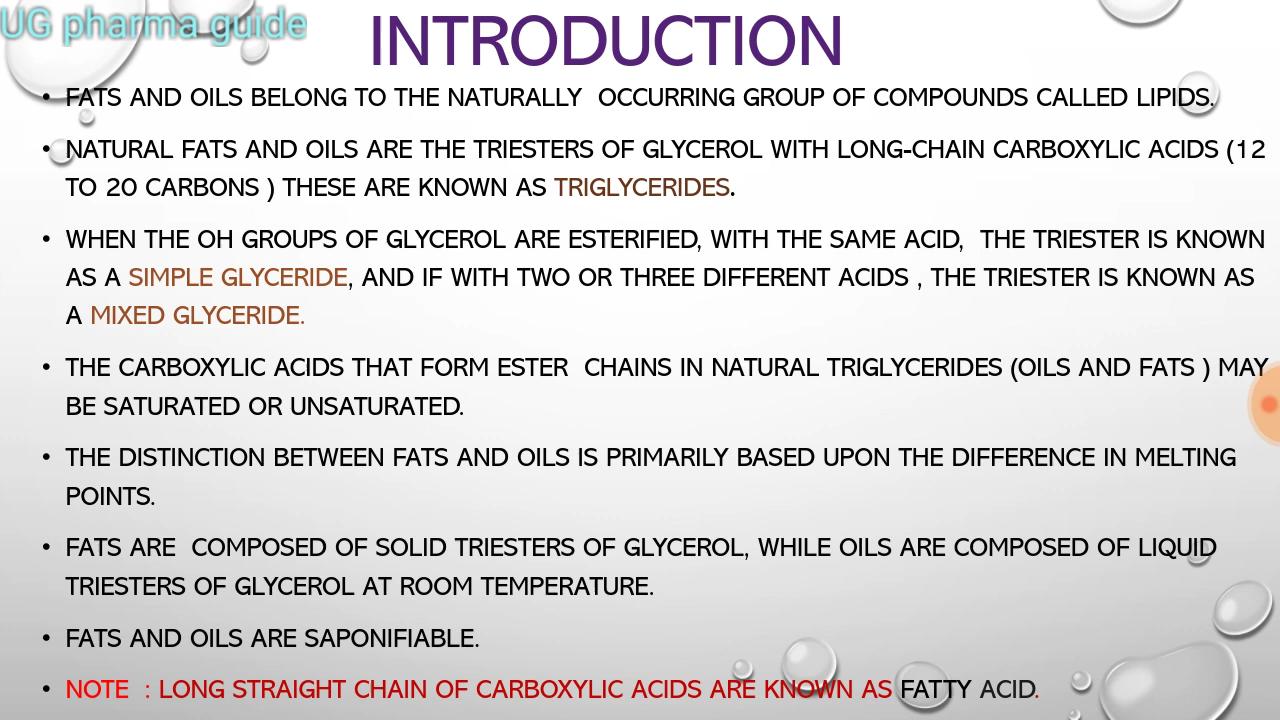 UG pharma guide
INTRODUCTION
• FATS AND OILS BELONG TO THE NATURALLY OCCURRING GROUP OF COMPOUNDS CALLED LIPIDS.
• NATURAL FATS AND OILS ARE THE TRIESTERS OF GLYCEROL WITH LONG-CHAIN CARBOXYLIC ACIDS (12
TO 20 CARBONS ) THESE ARE KNOWN AS TRIGLYCERIDES.
• WHEN THE OH GROUPS OF GLYCEROL ARE ESTERIFIED, WITH THE SAME ACID, THE TRIESTER IS KNOWN
AS A SIMPLE GLYCERIDE, AND IF WITH TWO OR THREE DIFFERENT ACIDS , THE TRIESTER IS KNOWN AS
A MIXED GLYCERIDE.
• THE CARBOXYLIC ACIDS THAT FORM ESTER CHAINS IN NATURAL TRIGLYCERIDES (OILS AND FATS ) MAY
BE SATURATED OR UNSATURATED.
• THE DISTINCTION BETWEEN FATS AND OILS IS PRIMARILY BASED UPON THE DIFFERENCE IN MELTING
POINTS.
• FATS ARE COMPOSED OF SOLID TRIESTERS OF GLYCEROL, WHILE OILS ARE COMPOSED OF LIQUID
TRIESTERS OF GLYCEROL AT ROOM TEMPERATURE.
• FATS AND OILS ARE SAPONIFIABLE.
• NOTE : LONG STRAIGHT CHAIN OF CARBOXYLIC ACIDS ARE KNOWN AS FATTY ACID.